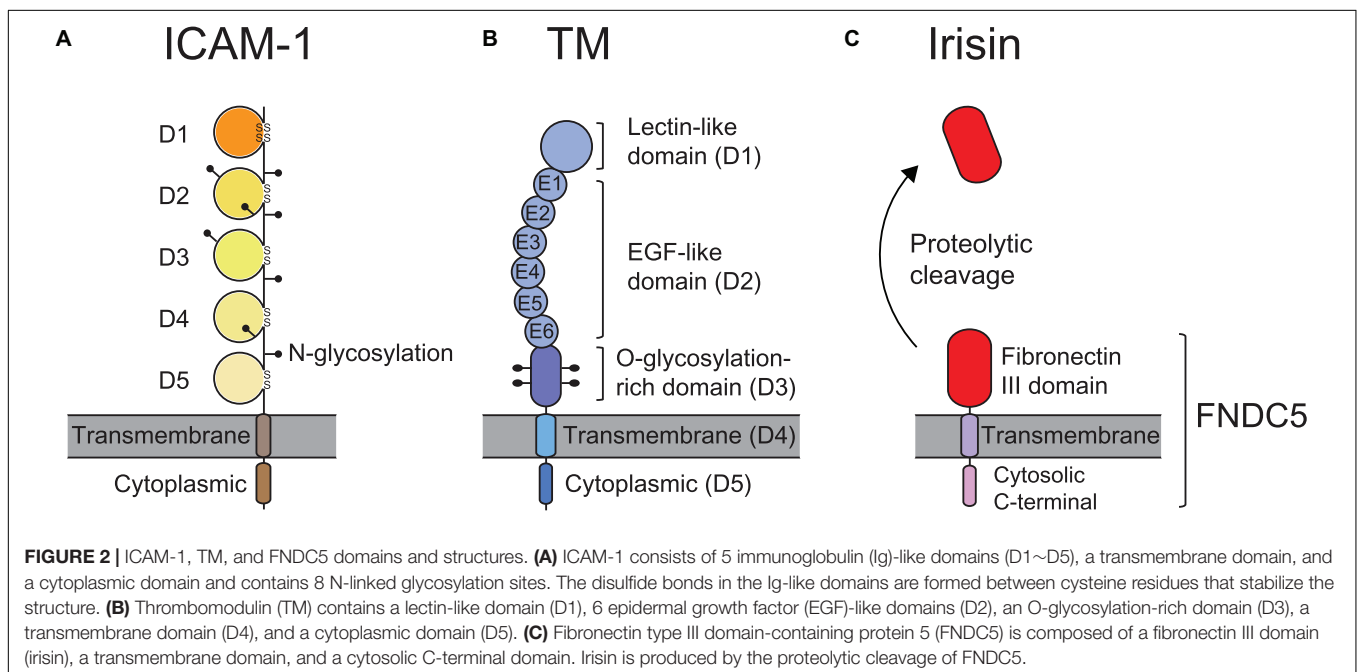 A
ICAM-1
D1
S S
S S
D2
S
S
D3
S
S
D4
S
S
N-glycosylation
D5
S
S
Transmembrane
Cytoplasmic
B
TM
Lectin-like
domain (D1)
E1
E2
E3
E4
E5
E6
EGF-like
domain (D2)
O-glycosylation-
rich domain (D3)
Transmembrane (D4)
Cytoplasmic (D5)
C
Irisin
Proteolytic
cleavage
Fibronectin
III domain
FNDC5
Transmembrane
Cytosolic
C-terminal
FIGURE 2 | ICAM-1, TM, and FNDC5 domains and structures. (A) ICAM-1 consists of 5 immunoglobulin (Ig)-like domains (D1∼D5), a transmembrane domain, and
a cytoplasmic domain and contains 8 N-linked glycosylation sites. The disulfide bonds in the Ig-like domains are formed between cysteine residues that stabilize the
structure. (B) Thrombomodulin (TM) contains a lectin-like domain (D1), 6 epidermal growth factor (EGF)-like domains (D2), an O-glycosylation-rich domain (D3), a
transmembrane domain (D4), and a cytoplasmic domain (D5). (C) Fibronectin type III domain-containing protein 5 (FNDC5) is composed of a fibronectin III domain
(irisin), a transmembrane domain, and a cytosolic C-terminal domain. Irisin is produced by the proteolytic cleavage of FNDC5.